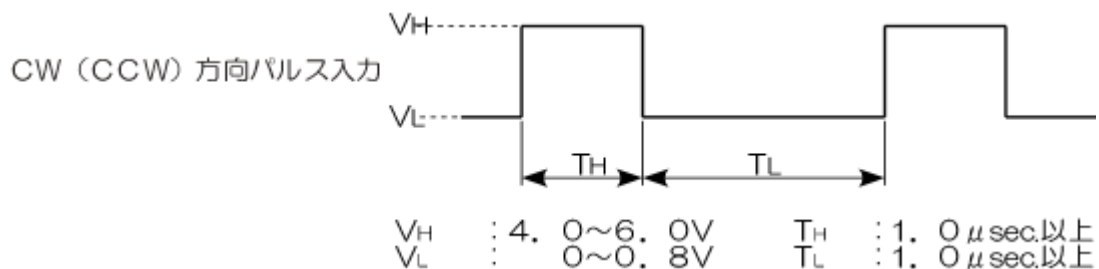 VH
CW（CCW）方向パルス入力
VL
TH TL
VH :4．0～6．0V TH :1．0μsec.以上
VL : 0～0．8V TL :1．0μsec.以上